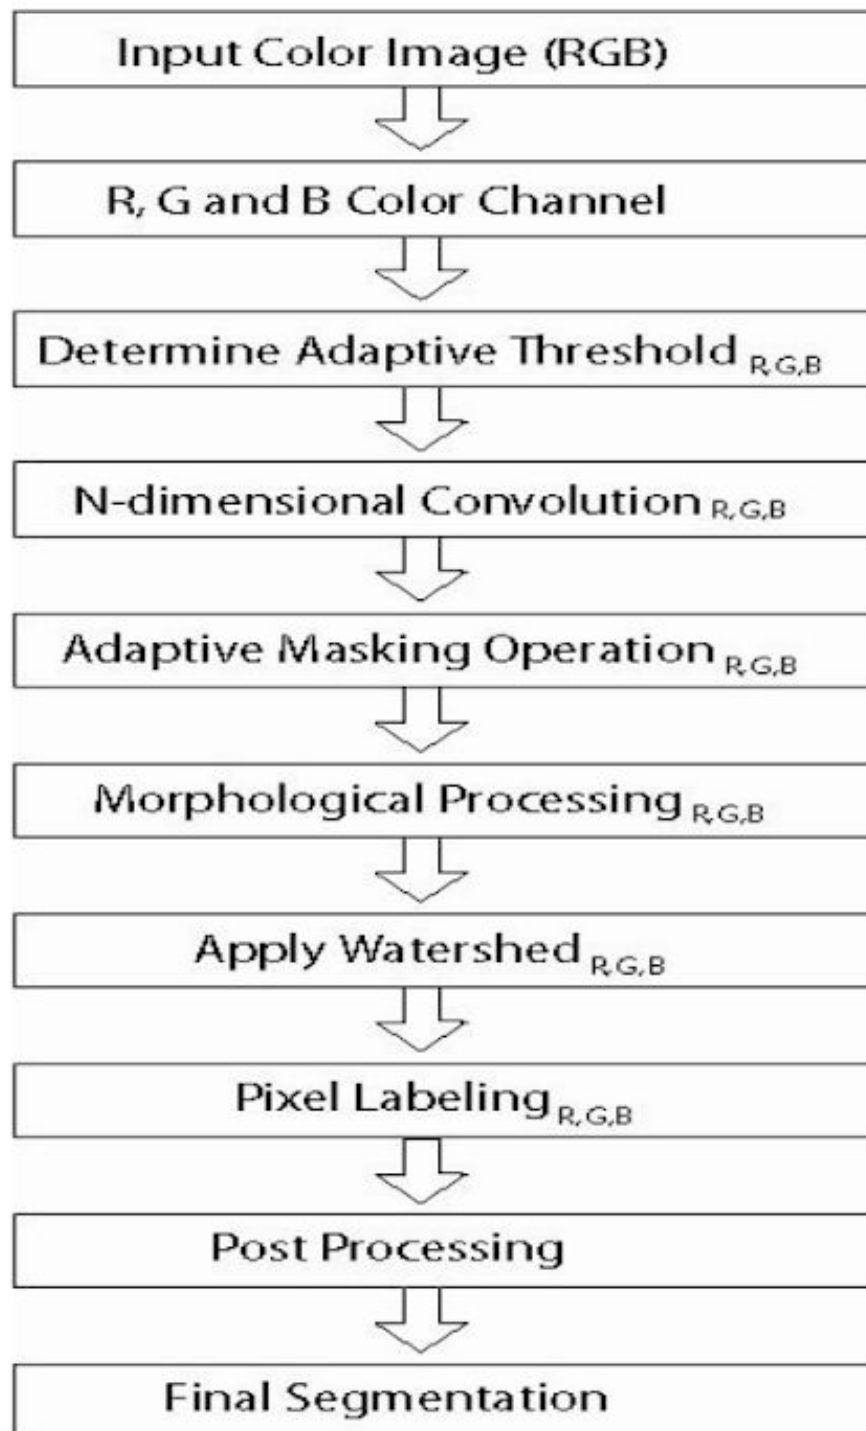 Input Color Image (RGB)
R, G and B Color Channel
Determine Adaptive Threshold R,G,B
N-dimensional Convolution R,G,B
Adaptive Masking Operation R,G,B
Morphological Processing R,G,B
Apply Watershed R,G,B
Pixel Labeling R,G,B
Post Processing
Final Segmentation